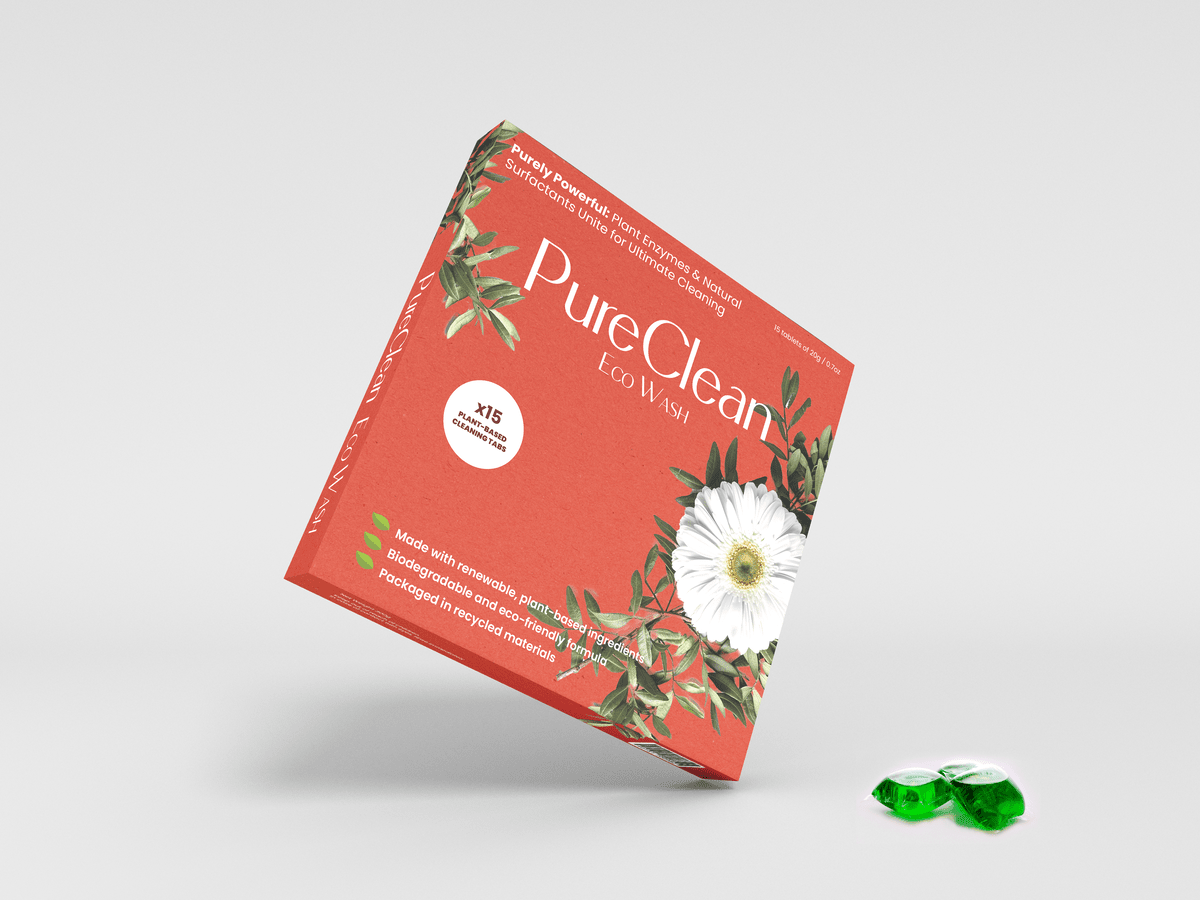 Purely Powerful: Plant Enzymes & Natural
Surfactants Unite for Ultimate Cleaning
15 tablets of 20g / 0.7oz
PureClean
Eco Wash
x15
PLANT-BASED
CLEANING TABS
Made with renewable, plant-based ingredients
Biodegradable and eco-friendly formula
Packaged in recycled materials
PureClean Eco Wash